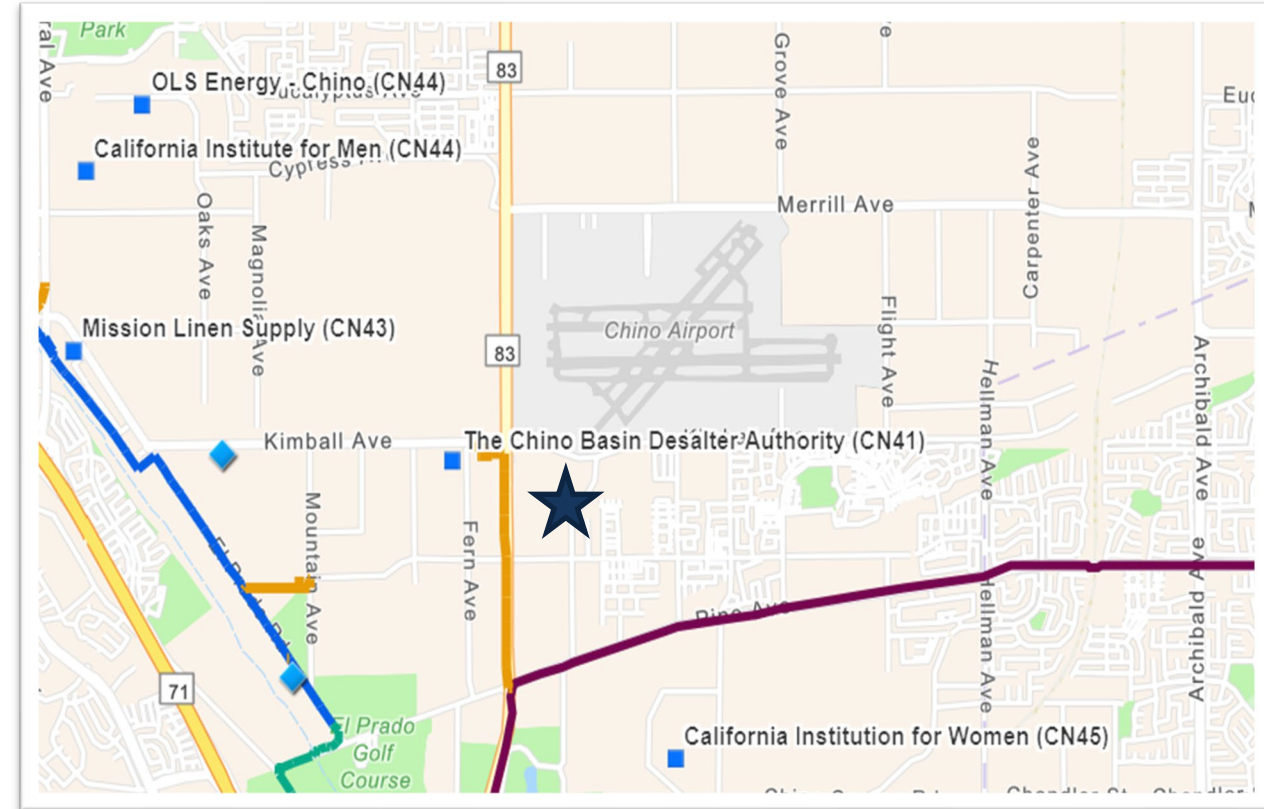 Park
83
Grove Ave
OLS Energy - Chino (CN44)
Eucalyptus Ave
California Institute for Men (CN44)
Carpenter Ave
Merrill Ave
Oaks Ave
Magnolia Ave
Flight Ave
Mission Linen Supply (CN43)
Chino Airport
83
Hellman Ave
Archibald Ave
Kimball Ave
The Chino Basin Desalter Authority (CN41)
Mountain Ave
Fern Ave
Pine Ave
Hellman Ave
Archibald Ave
71
El Prado
Golf
Course
California Institution for Women (CN45)